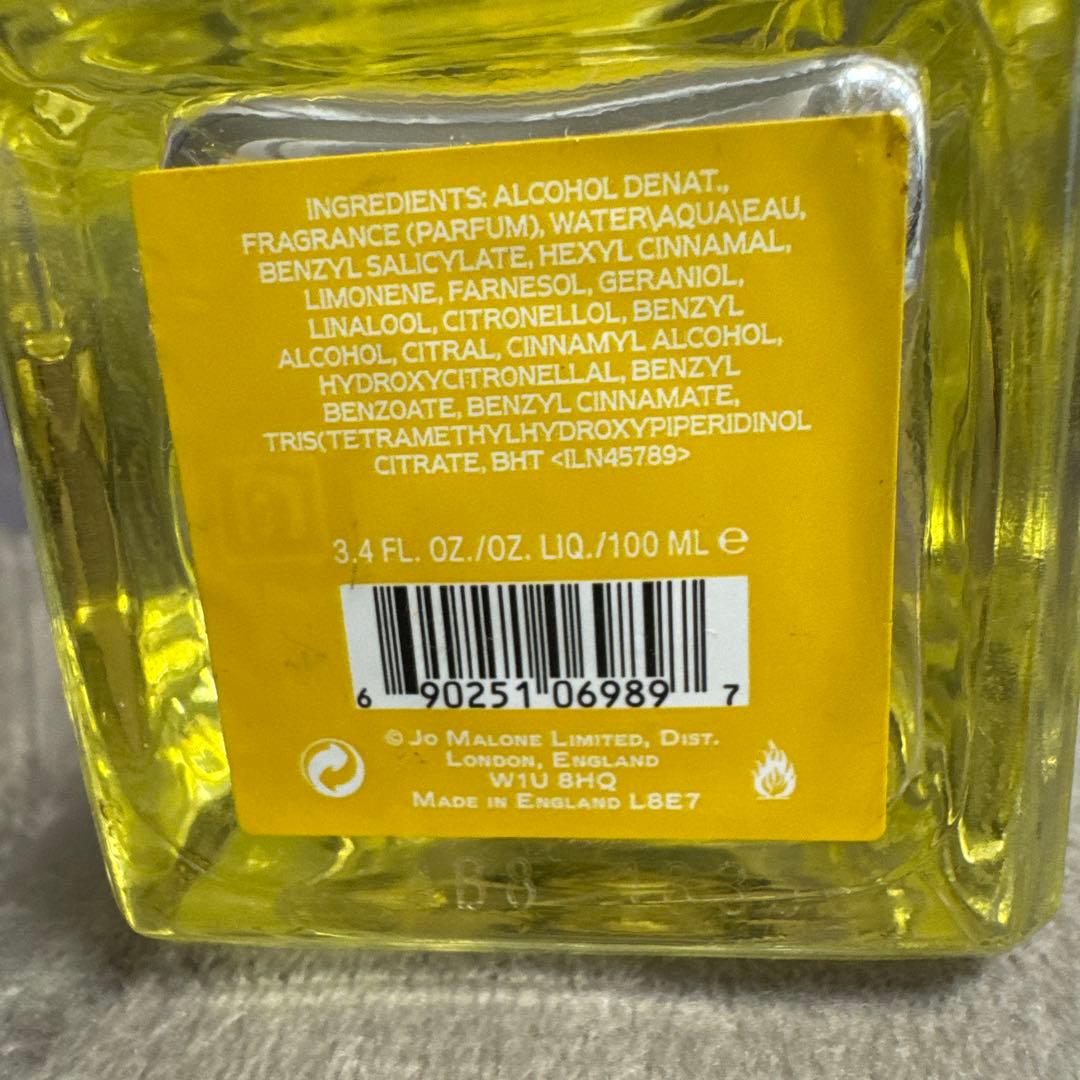 INGREDIENTS: ALCOHOL DENAT.,
FRAGRANCE (PARFUM), WATER\AQUA\EAU,
BENZYL SALICYLATE, HEXYL CINNAMAL,
LIMONENE, FARNESOL, GERANIOL,
LINALOOL, CITRONELLOL, BENZYL
ALCOHOL, CITRAL, CINNAMYL ALCOHOL,
HYDROXYCITRONELLAL, BENZYL
BENZOATE, BENZYL CINNAMATE,
TRIS(TETRAMETHYLHYDROXYPIPERIDINOL
CITRATE, BHT <ILN45789>
3.4 FL. OZ./OZ. LIQ./100 ML ℮
6 90251 06989 7
© JO MALONE LIMITED, DIST.
LONDON, ENGLAND
W1U 8HQ
MADE IN ENGLAND L8E7